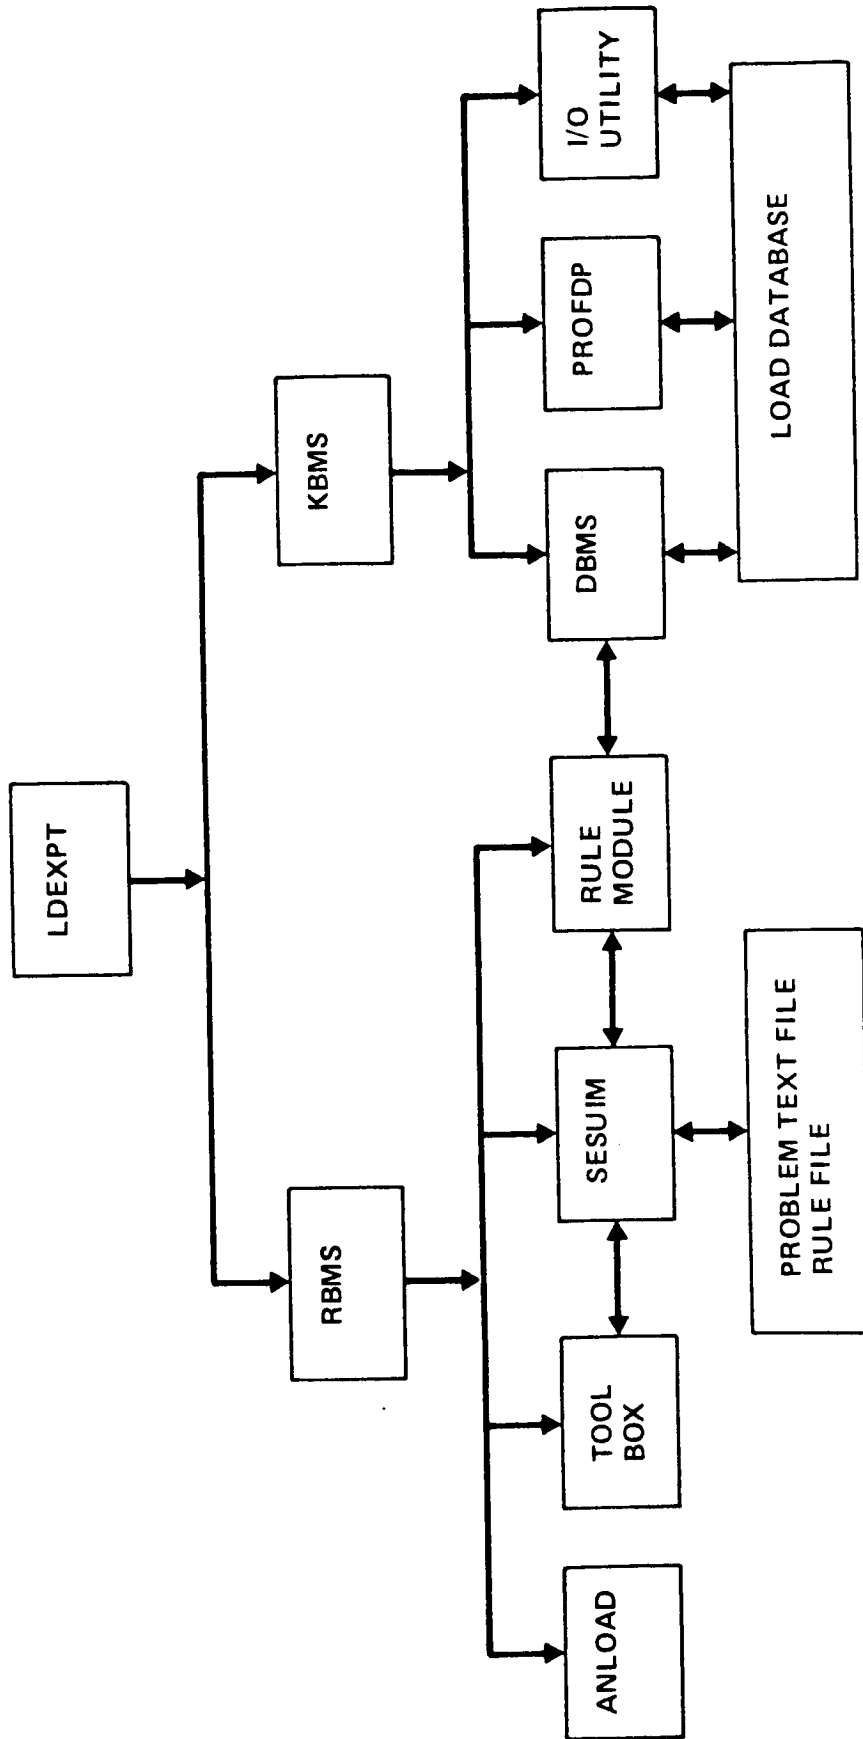 LDEXPT
RBMS
KBMS
ANLOAD
TOOL
BOX
SESUIM
RULE
MODULE
DBMS
PROFDP
I/O
UTILITY
PROBLEM TEXT FILE
RULE FILE
LOAD DATABASE